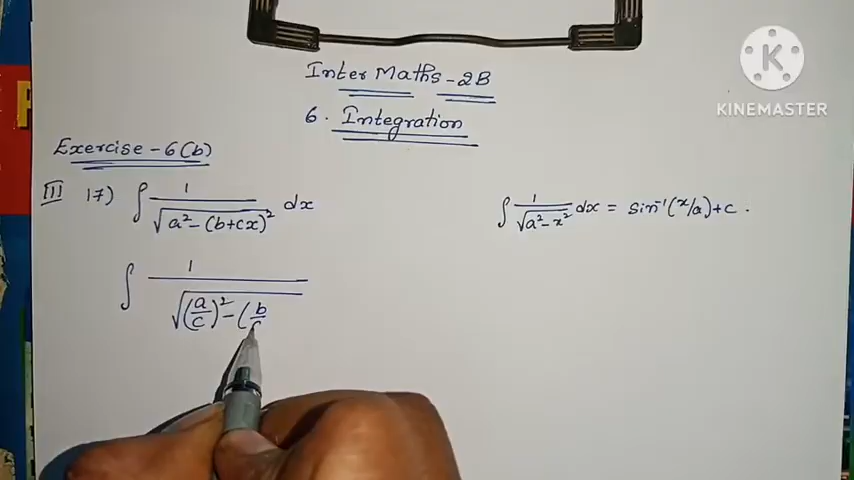 Inter Maths - 2B
6. Integration
Exercise - 6(b)
III 17) ∫ 1/√(a² - (b+cx)²) dx
∫ 1/√(a² - x²) dx = sin⁻¹(x/a) + c.
∫ 1/√((a/c)² - (b/c
K
KINEMASTER